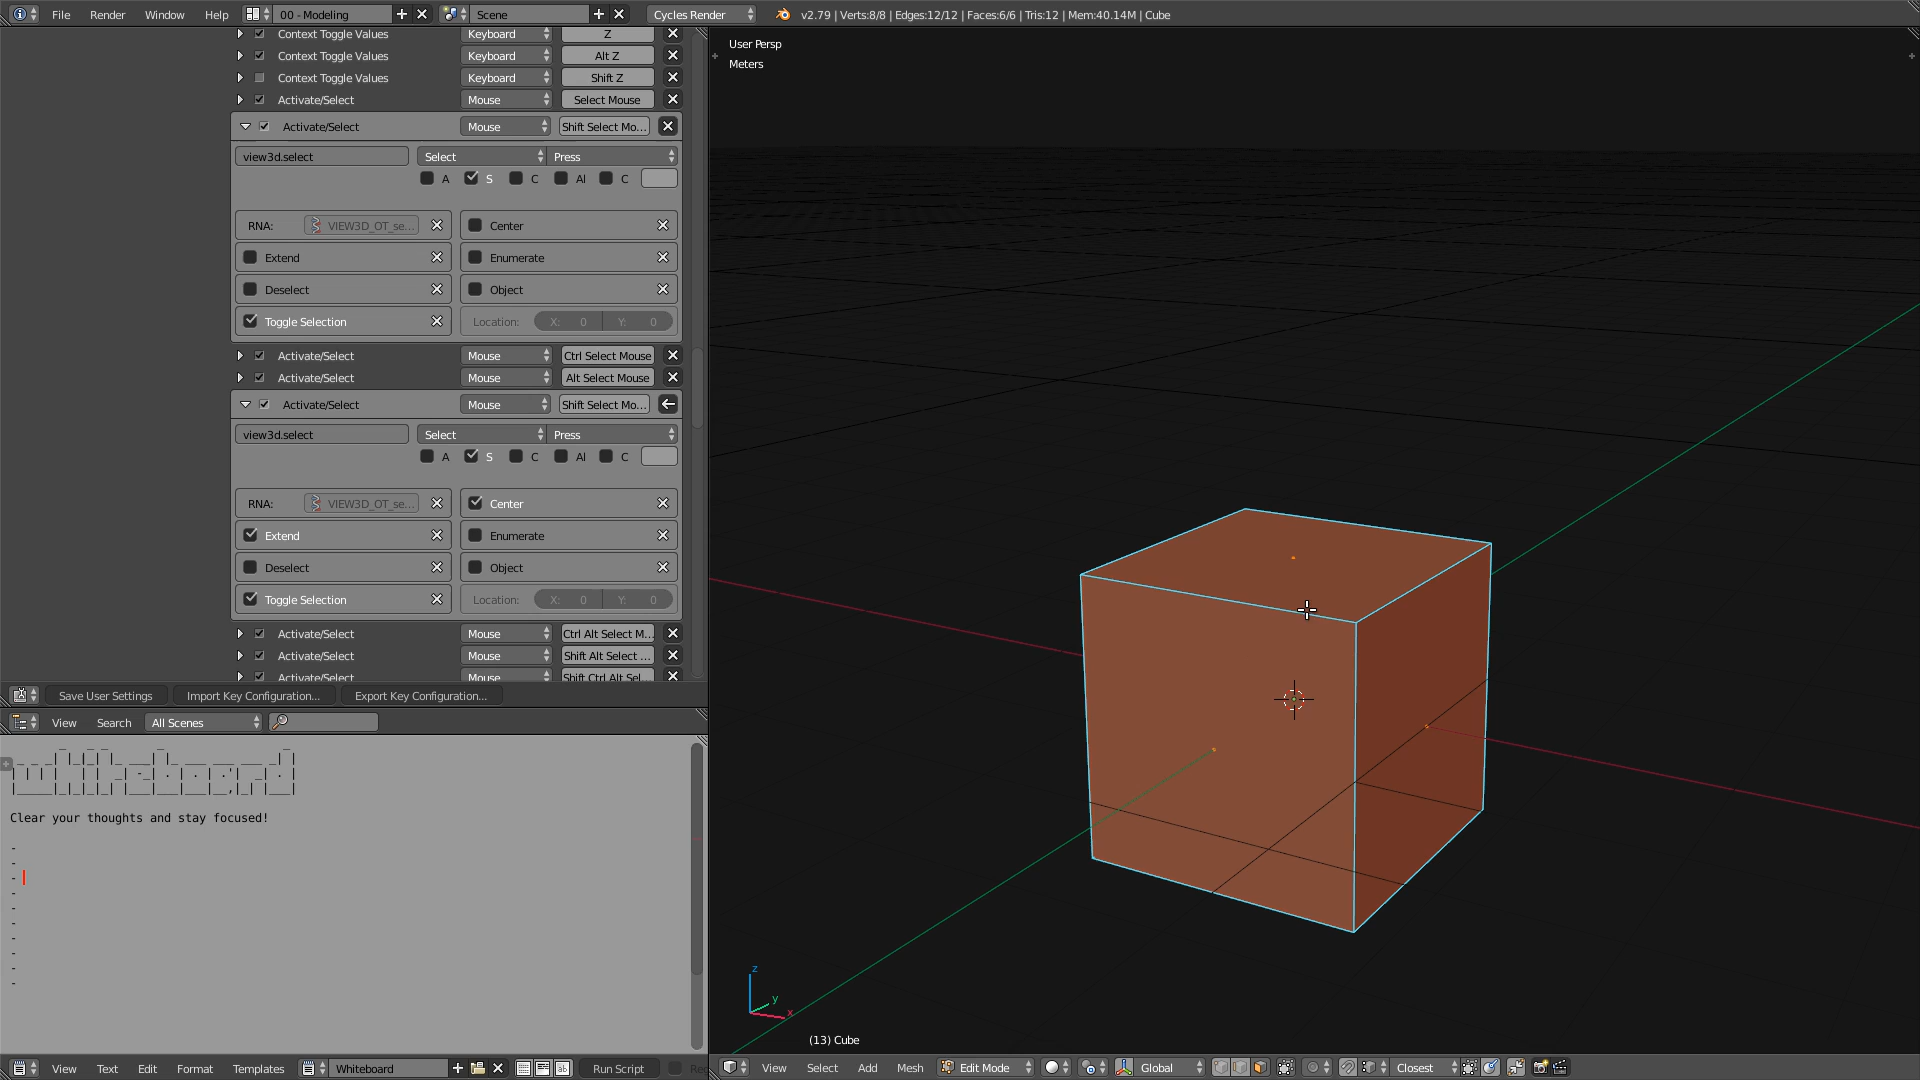 File Render Window Help 00 - Modeling Scene Cycles Render v2.79 | Verts:8/8 | Edges:12/12 | Faces:6/6 | Tris:12 | Mem:40.14M | Cube
Context Toggle Values Keyboard Z
Context Toggle Values Keyboard Alt Z
Context Toggle Values Keyboard Shift Z
Activate/Select Mouse Select Mouse
Activate/Select Mouse Shift Select Mo...
view3d.select Select Press
A S C Al C
RNA: VIEW3D_OT_se... Center
Extend Enumerate
Deselect Object
Toggle Selection Location: X: 0 Y: 0
Activate/Select Mouse Ctrl Select Mouse
Activate/Select Mouse Alt Select Mouse
Activate/Select Mouse Shift Select Mo...
view3d.select Select Press
A S C Al C
RNA: VIEW3D_OT_se... Center
Extend Enumerate
Deselect Object
Toggle Selection Location: X: 0 Y: 0
Activate/Select Mouse Ctrl Alt Select M...
Activate/Select Mouse Shift Alt Select ...
Activate/Select Mouse Shift Ctrl Alt Sel...
Save User Settings Import Key Configuration... Export Key Configuration...
View Search All Scenes
whiteboard
Clear your thoughts and stay focused!
-
-
-
-
-
-
-
-
-
-
View Text Edit Format Templates Whiteboard Run Script
User Persp
Meters
z
y
x
(13) Cube
View Select Add Mesh Edit Mode Global Closest